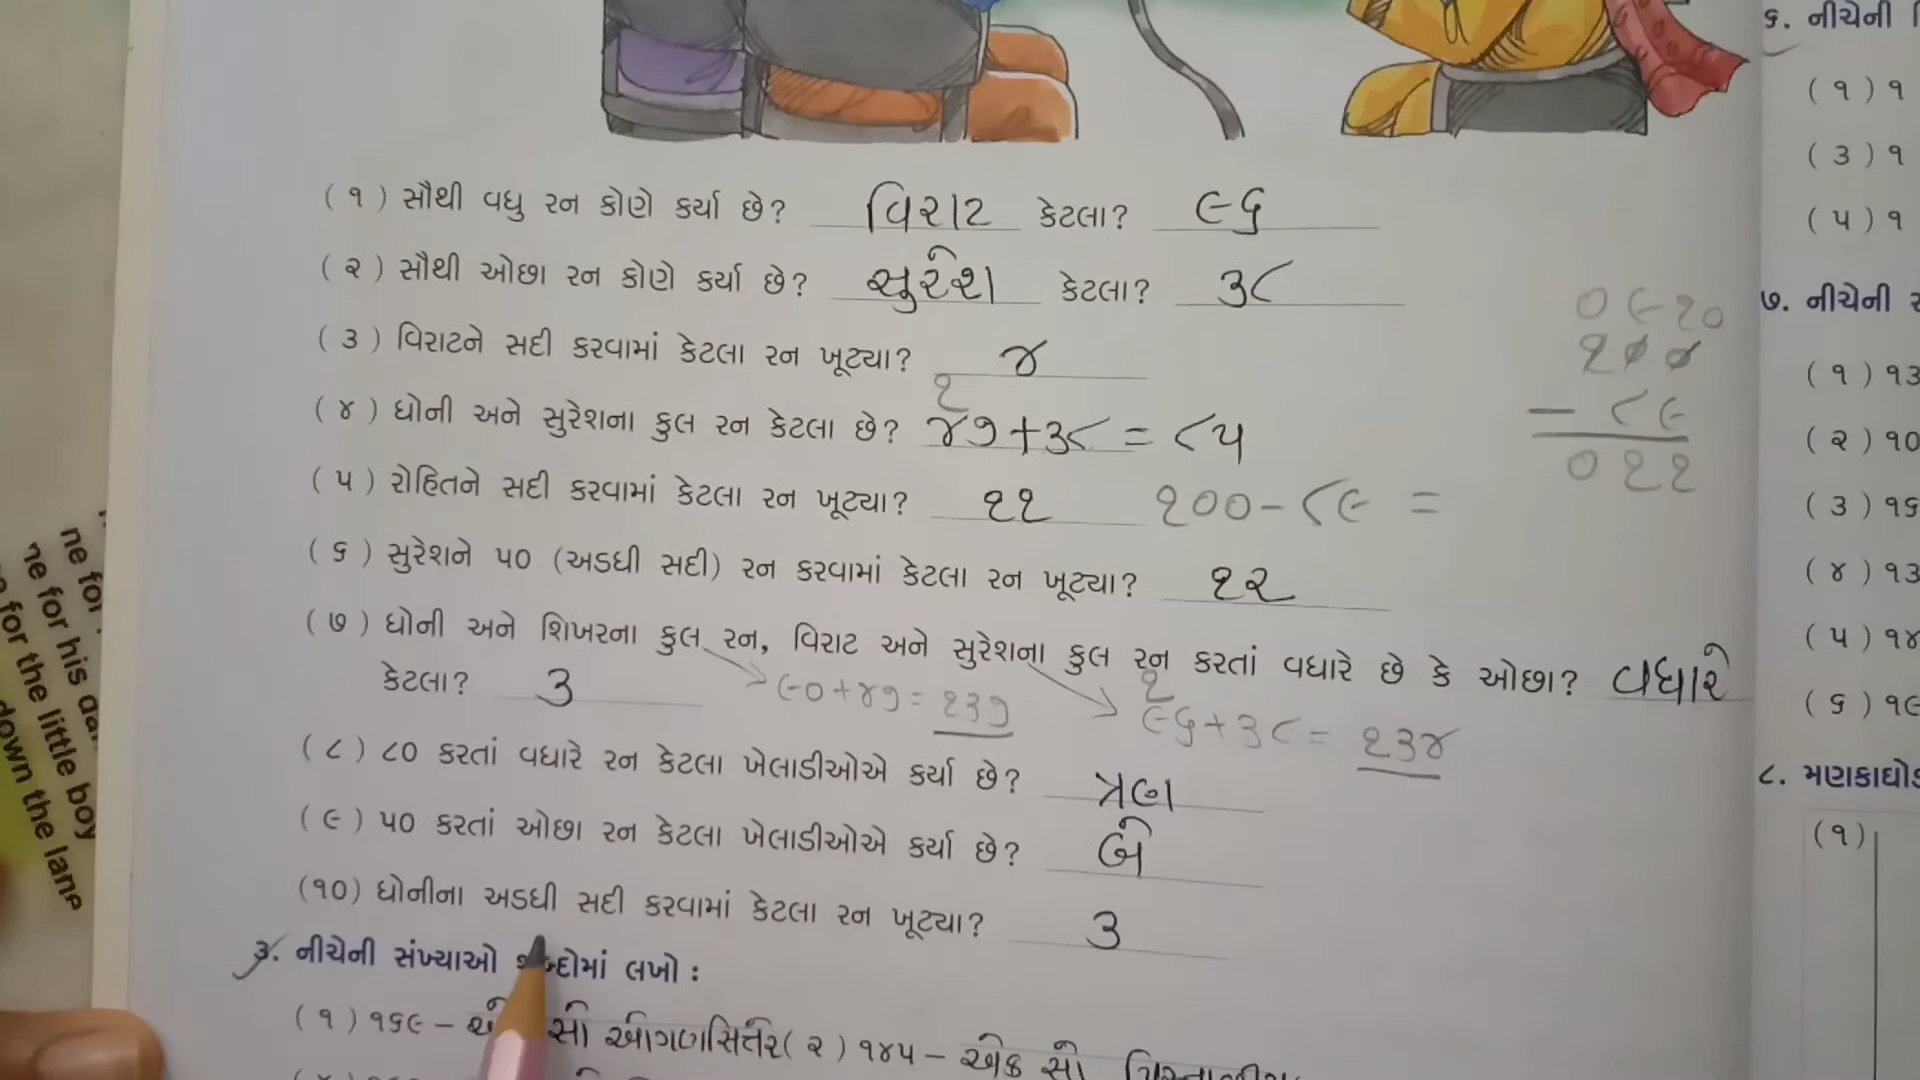 (૧) સૌથી વધુ રન કોણે કર્યા છે? વિરાટ કેટલા? ૯૬
(૨) સૌથી ઓછા રન કોણે કર્યા છે? સુરેશ કેટલા? ૩૮
(૩) વિરાટને સદી કરવામાં કેટલા રન ખૂટ્યા? ૪
૧
(૪) ધોની અને સુરેશના કુલ રન કેટલા છે? ૪૭+૩૮ = ૮૫
(૫) રોહિતને સદી કરવામાં કેટલા રન ખૂટ્યા? ૧૧ ૧૦૦-૮૯ =
૦૯૧૦
૧૦૦
- ૮૯
૦૧૧
(૬) સુરેશને ૫૦ (અડધી સદી) રન કરવામાં કેટલા રન ખૂટ્યા? ૧૨
(૭) ધોની અને શિખરના કુલ રન, વિરાટ અને સુરેશના કુલ રન કરતાં વધારે છે કે ઓછા? વધારે
૧
કેટલા? ૩ ૯૦+૪૭ = ૧૩૭ ૯૬+૩૮ = ૧૩૪
(૮) ૮૦ કરતાં વધારે રન કેટલા ખેલાડીઓએ કર્યા છે? ત્રણ
(૯) ૫૦ કરતાં ઓછા રન કેટલા ખેલાડીઓએ કર્યા છે? બે
(૧૦) ધોનીના અડધી સદી કરવામાં કેટલા રન ખૂટ્યા? ૩
૩. નીચેની સંખ્યાઓ શબ્દોમાં લખો :
(૧) ૧૬૯ - સો ઓગણસિત્તેર (૨) ૧૪૫ - એક સો
૬. નીચેની
(૧) ૧
(૩) ૧
(૫) ૧
૭. નીચેની
(૧) ૧૩
(૨) ૧૦
(૩) ૧૬
(૪) ૧૩
(૫) ૧૪
(૬) ૧૯
૮. મણકાઘોડ
(૧)
ne for
ne for his da
for the little boy
down the lane